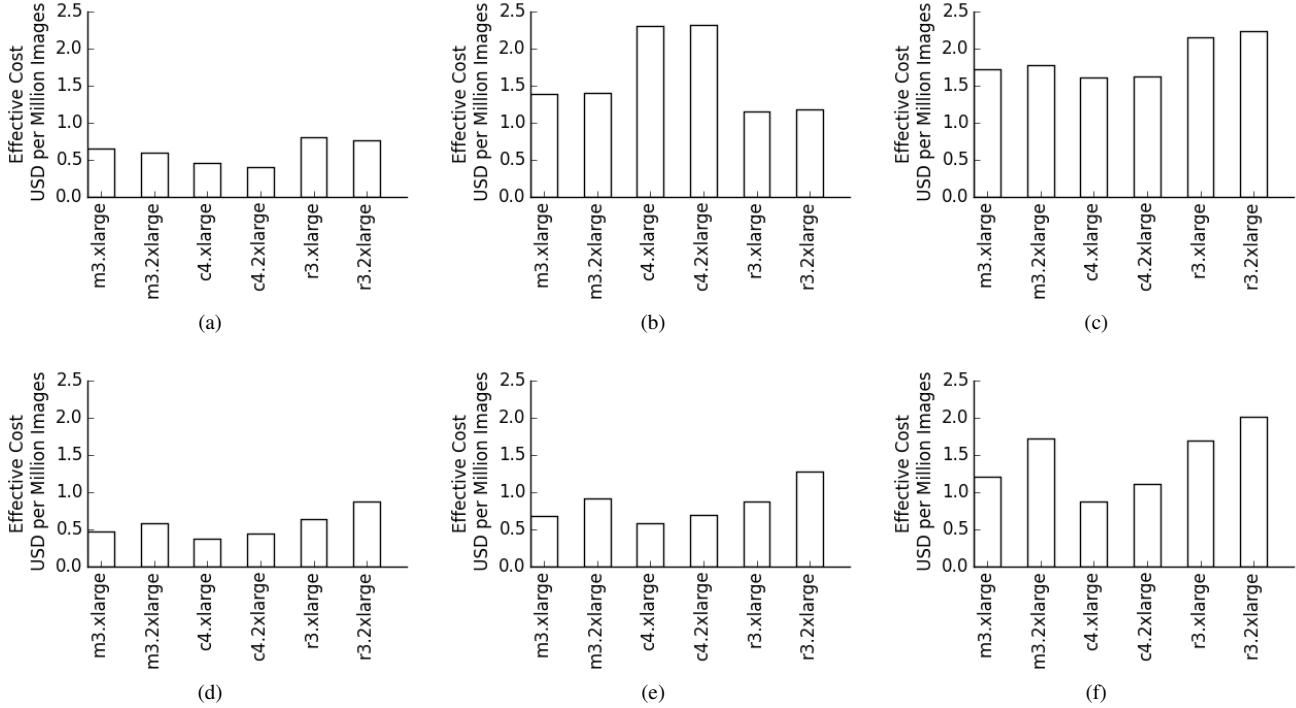 Effective Cost
USD per Million Images
2.5
2.0
1.5
1.0
0.5
0.0
m3.xlarge
m3.2xlarge
c4.xlarge
c4.2xlarge
r3.xlarge
r3.2xlarge
(a)
Effective Cost
USD per Million Images
2.5
2.0
1.5
1.0
0.5
0.0
m3.xlarge
m3.2xlarge
c4.xlarge
c4.2xlarge
r3.xlarge
r3.2xlarge
(b)
Effective Cost
USD per Million Images
2.5
2.0
1.5
1.0
0.5
0.0
m3.xlarge
m3.2xlarge
c4.xlarge
c4.2xlarge
r3.xlarge
r3.2xlarge
(c)
Effective Cost
USD per Million Images
2.5
2.0
1.5
1.0
0.5
0.0
m3.xlarge
m3.2xlarge
c4.xlarge
c4.2xlarge
r3.xlarge
r3.2xlarge
(d)
Effective Cost
USD per Million Images
2.5
2.0
1.5
1.0
0.5
0.0
m3.xlarge
m3.2xlarge
c4.xlarge
c4.2xlarge
r3.xlarge
r3.2xlarge
(e)
Effective Cost
USD per Million Images
2.5
2.0
1.5
1.0
0.5
0.0
m3.xlarge
m3.2xlarge
c4.xlarge
c4.2xlarge
r3.xlarge
r3.2xlarge
(f)